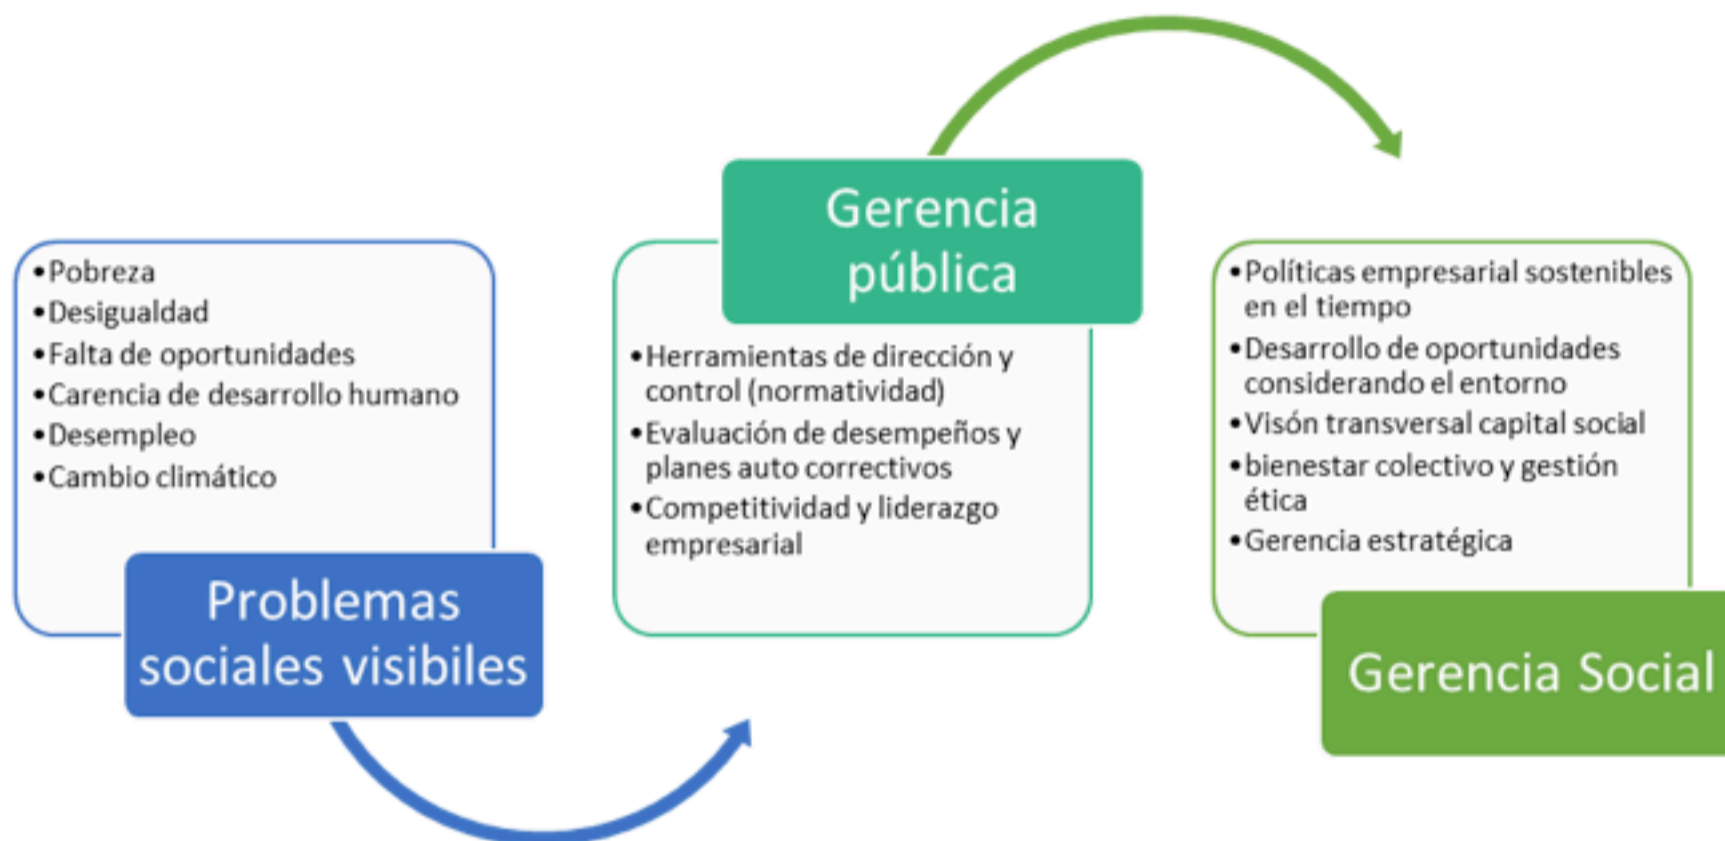 •Pobreza
•Desigualdad
•Falta de oportunidades
•Carencia de desarrollo humano
•Desempleo
•Cambio climático
Problemas
sociales visibiles
Gerencia
pública
•Herramientas de dirección y
control (normatividad)
•Evaluación de desempeños y
planes auto correctivos
•Competitividad y liderazgo
empresarial
•Políticas empresarial sostenibles
en el tiempo
•Desarrollo de oportunidades
considerando el entorno
•Visón transversal capital social
•bienestar colectivo y gestión
ética
•Gerencia estratégica
Gerencia Social